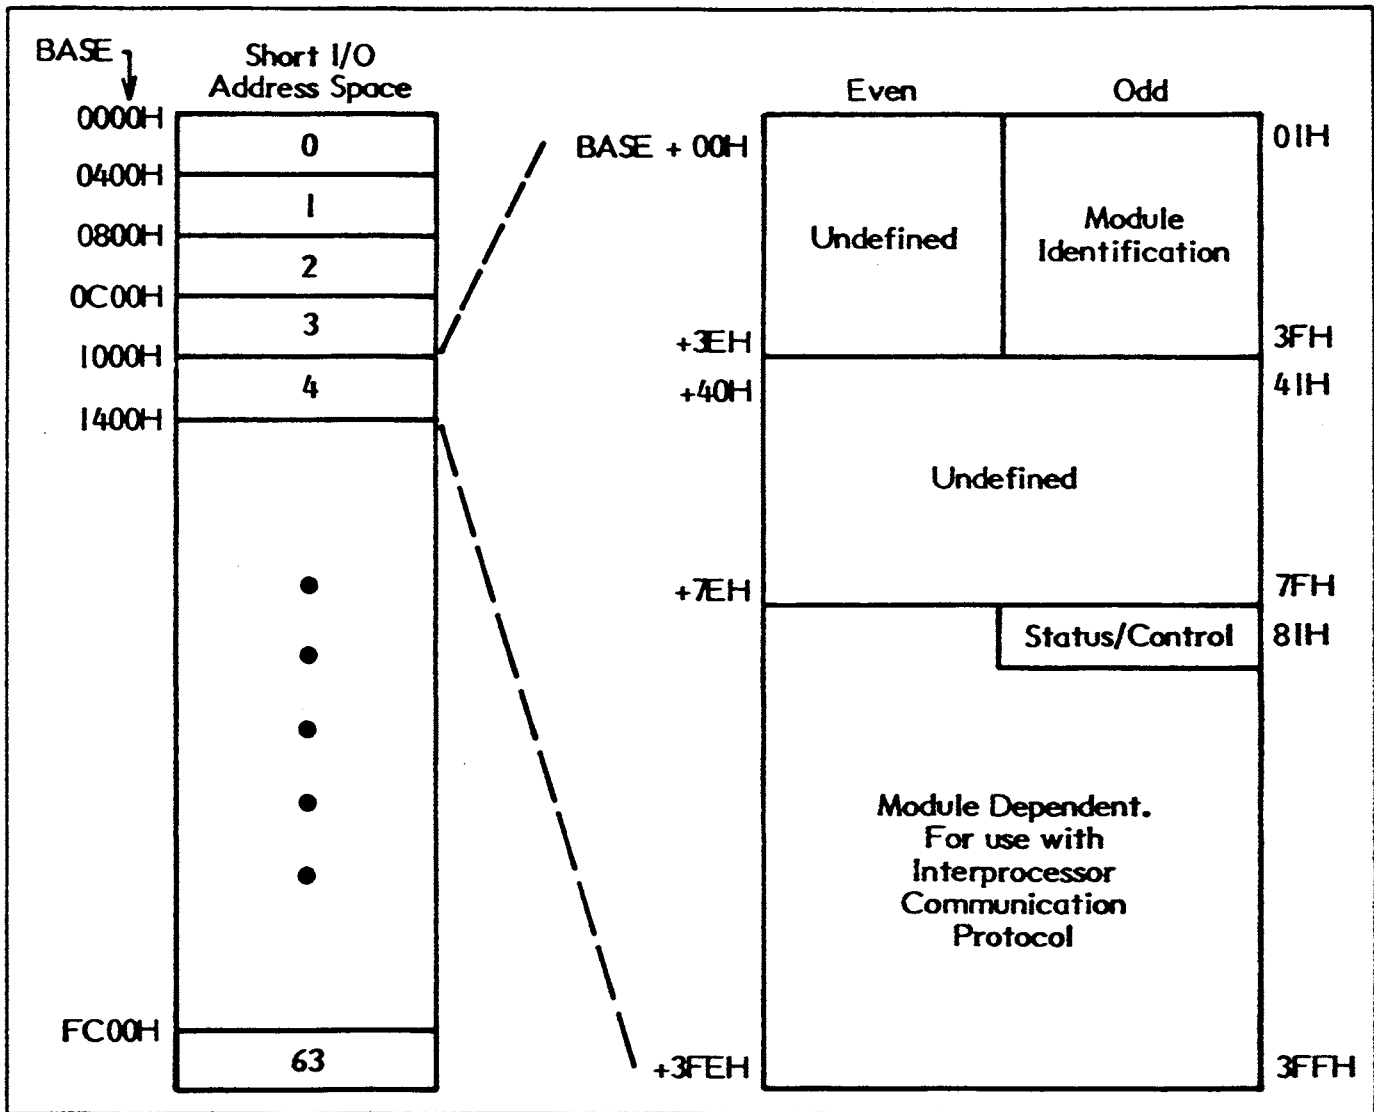 BASE
Short I/O
Address Space
0000H
0
0400H
1
0800H
2
0C00H
3
1000H
4
1400H
FC00H
63
Even
Odd
BASE + 00H
01H
Undefined
Module
Identification
+3EH
3FH
+40H
41H
Undefined
+7EH
7FH
Status/Control
81H
Module Dependent.
For use with
Interprocessor
Communication
Protocol
+3FEH
3FFH